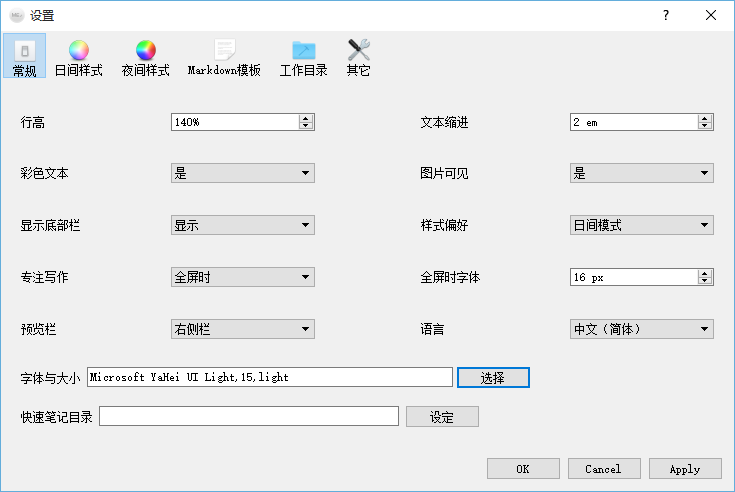 设置
常规 日间样式 夜间样式 Markdown模板 工作目录 其它
行高 140% 文本缩进 2 em
彩色文本 是 图片可见 是
显示底部栏 显示 样式偏好 日间模式
专注写作 全屏时 全屏时字体 16 px
预览栏 右侧栏 语言 中文（简体）
字体与大小 Microsoft YaHei UI Light,15,light 选择
快速笔记目录 设定
OK Cancel Apply